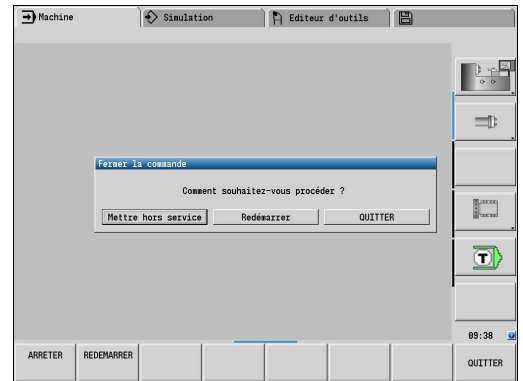 Machine
Simulation
Editeur d'outils
Fermer la commande
Comment souhaitez-vous procéder ?
Mettre hors service
Redémarrer
QUITTER
T
09:38
ARRETER
REDEMARRER
QUITTER